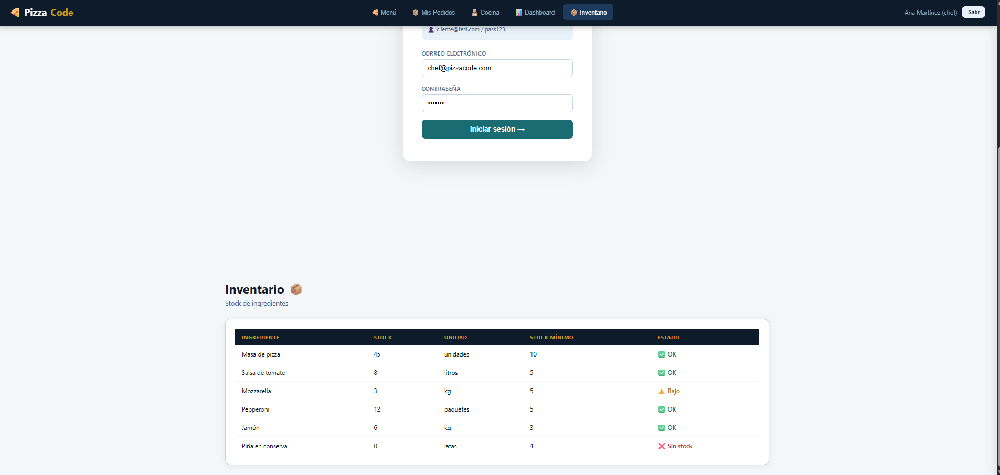 Pizza Code
Menú
Mis Pedidos
Cocina
Dashboard
Inventario
Ana Martínez (chef)
Salir
cliente@test.com / pass123
CORREO ELECTRÓNICO
chef@pizzacode.com
CONTRASEÑA
•••••••
Iniciar sesión →
Inventario
Stock de ingredientes
INGREDIENTE STOCK UNIDAD STOCK MÍNIMO ESTADO
Masa de pizza 45 unidades 10 OK
Salsa de tomate 8 litros 5 OK
Mozzarella 3 kg 5 Bajo
Pepperoni 12 paquetes 5 OK
Jamón 6 kg 3 OK
Piña en conserva 0 latas 4 Sin stock